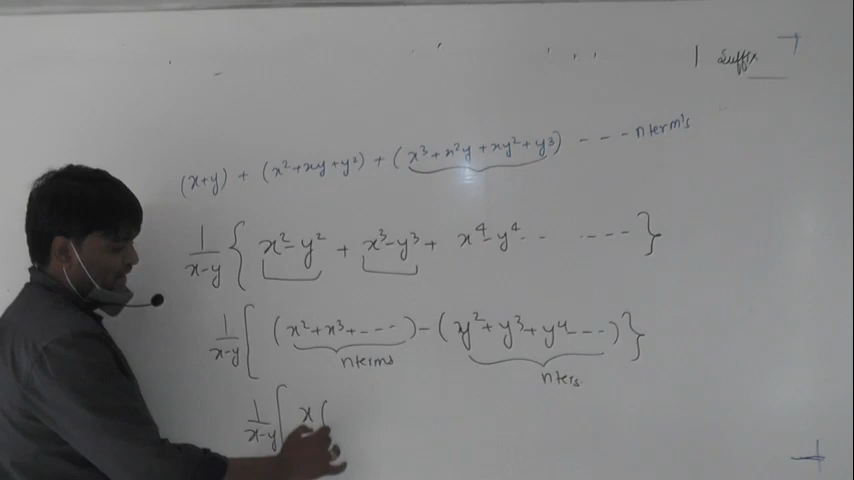 | Suffix
(x+y) + (x²+xy+y²) + (x³+x²y+xy²+y³) - - - - n term's
1/x-y { x²-y² + x³-y³ + x⁴-y⁴ - - - - - - }
1/x-y [ (x²+x³+----) - (y²+y³+y⁴----) }
nterms
nters
1/x-y [ x(